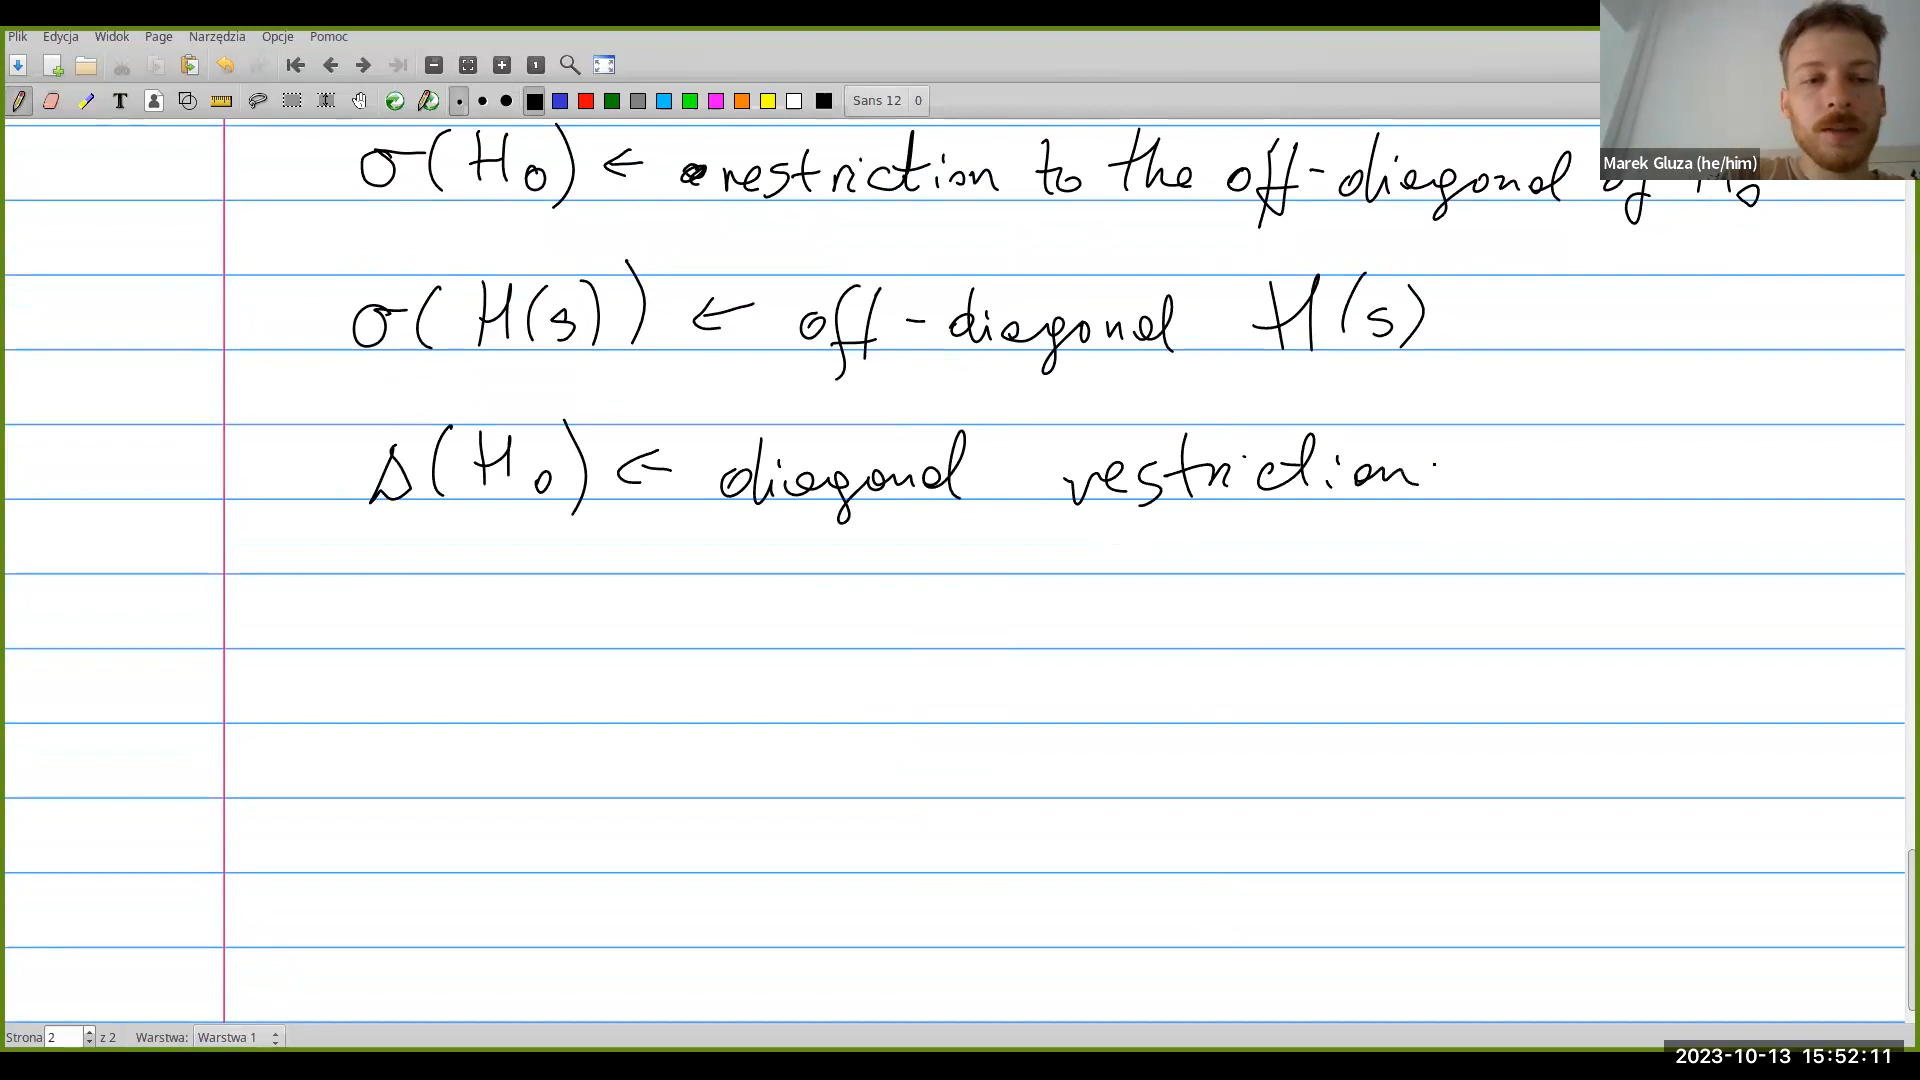 Plik Edycja Widok Page Narzędzia Opcje Pomoc
T Sans 12 0
Marek Gluza (he/him)
σ(H₀) ← restriction to the off-diagonal of H₀
σ(H(s)) ← off-diagonal H(s)
Δ(H₀) ← diagonal restriction.
Strona 2 z 2 Warstwa: Warstwa 1
2023-10-13 15:52:11